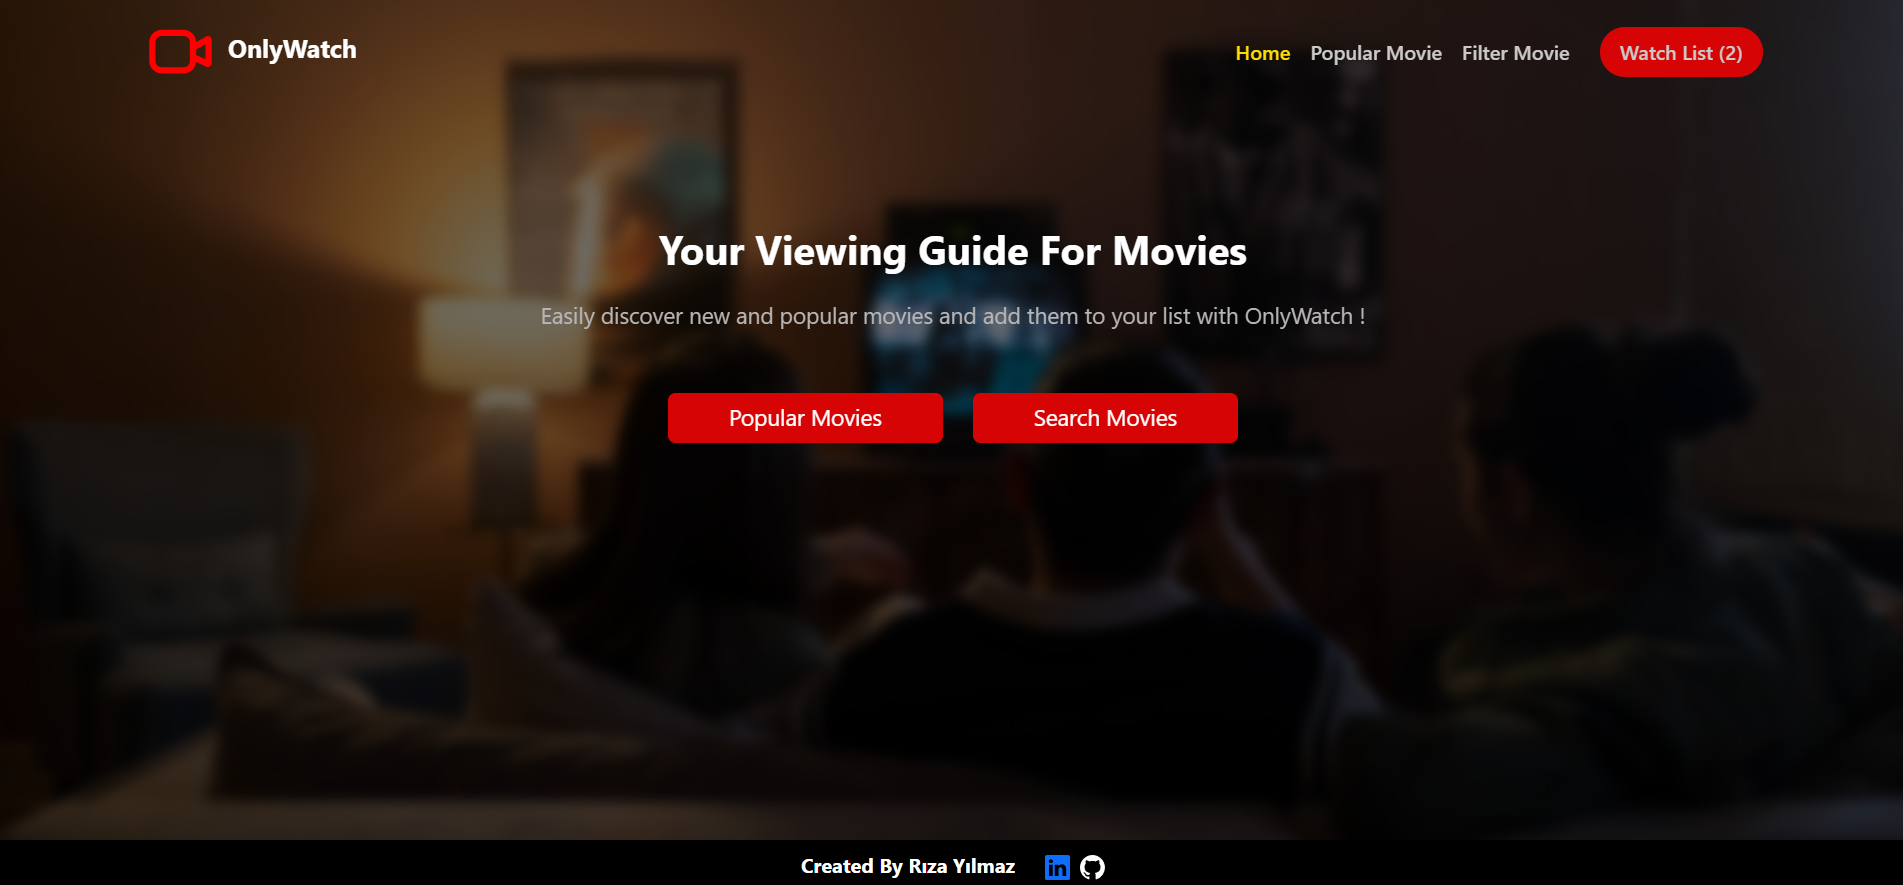 OnlyWatch
Home Popular Movie Filter Movie Watch List (2)
Your Viewing Guide For Movies
Easily discover new and popular movies and add them to your list with OnlyWatch !
Popular Movies Search Movies
Created By Rıza Yılmaz in